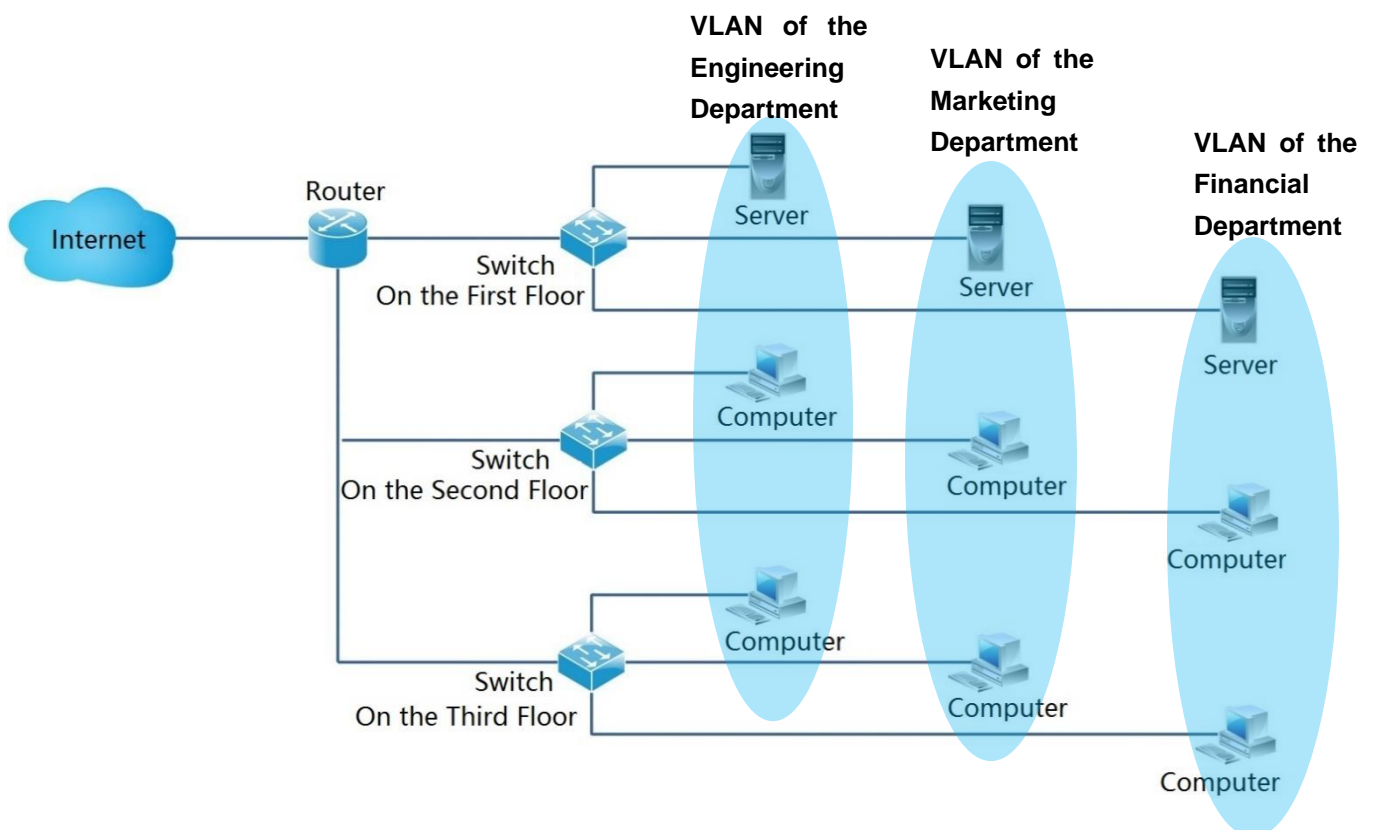 VLAN of the
Engineering
Department
VLAN of the
Marketing
Department
VLAN of the
Financial
Department
Internet
Router
Switch
On the First Floor
Server
Server
Server
Switch
On the Second Floor
Computer
Computer
Computer
Switch
On the Third Floor
Computer
Computer
Computer